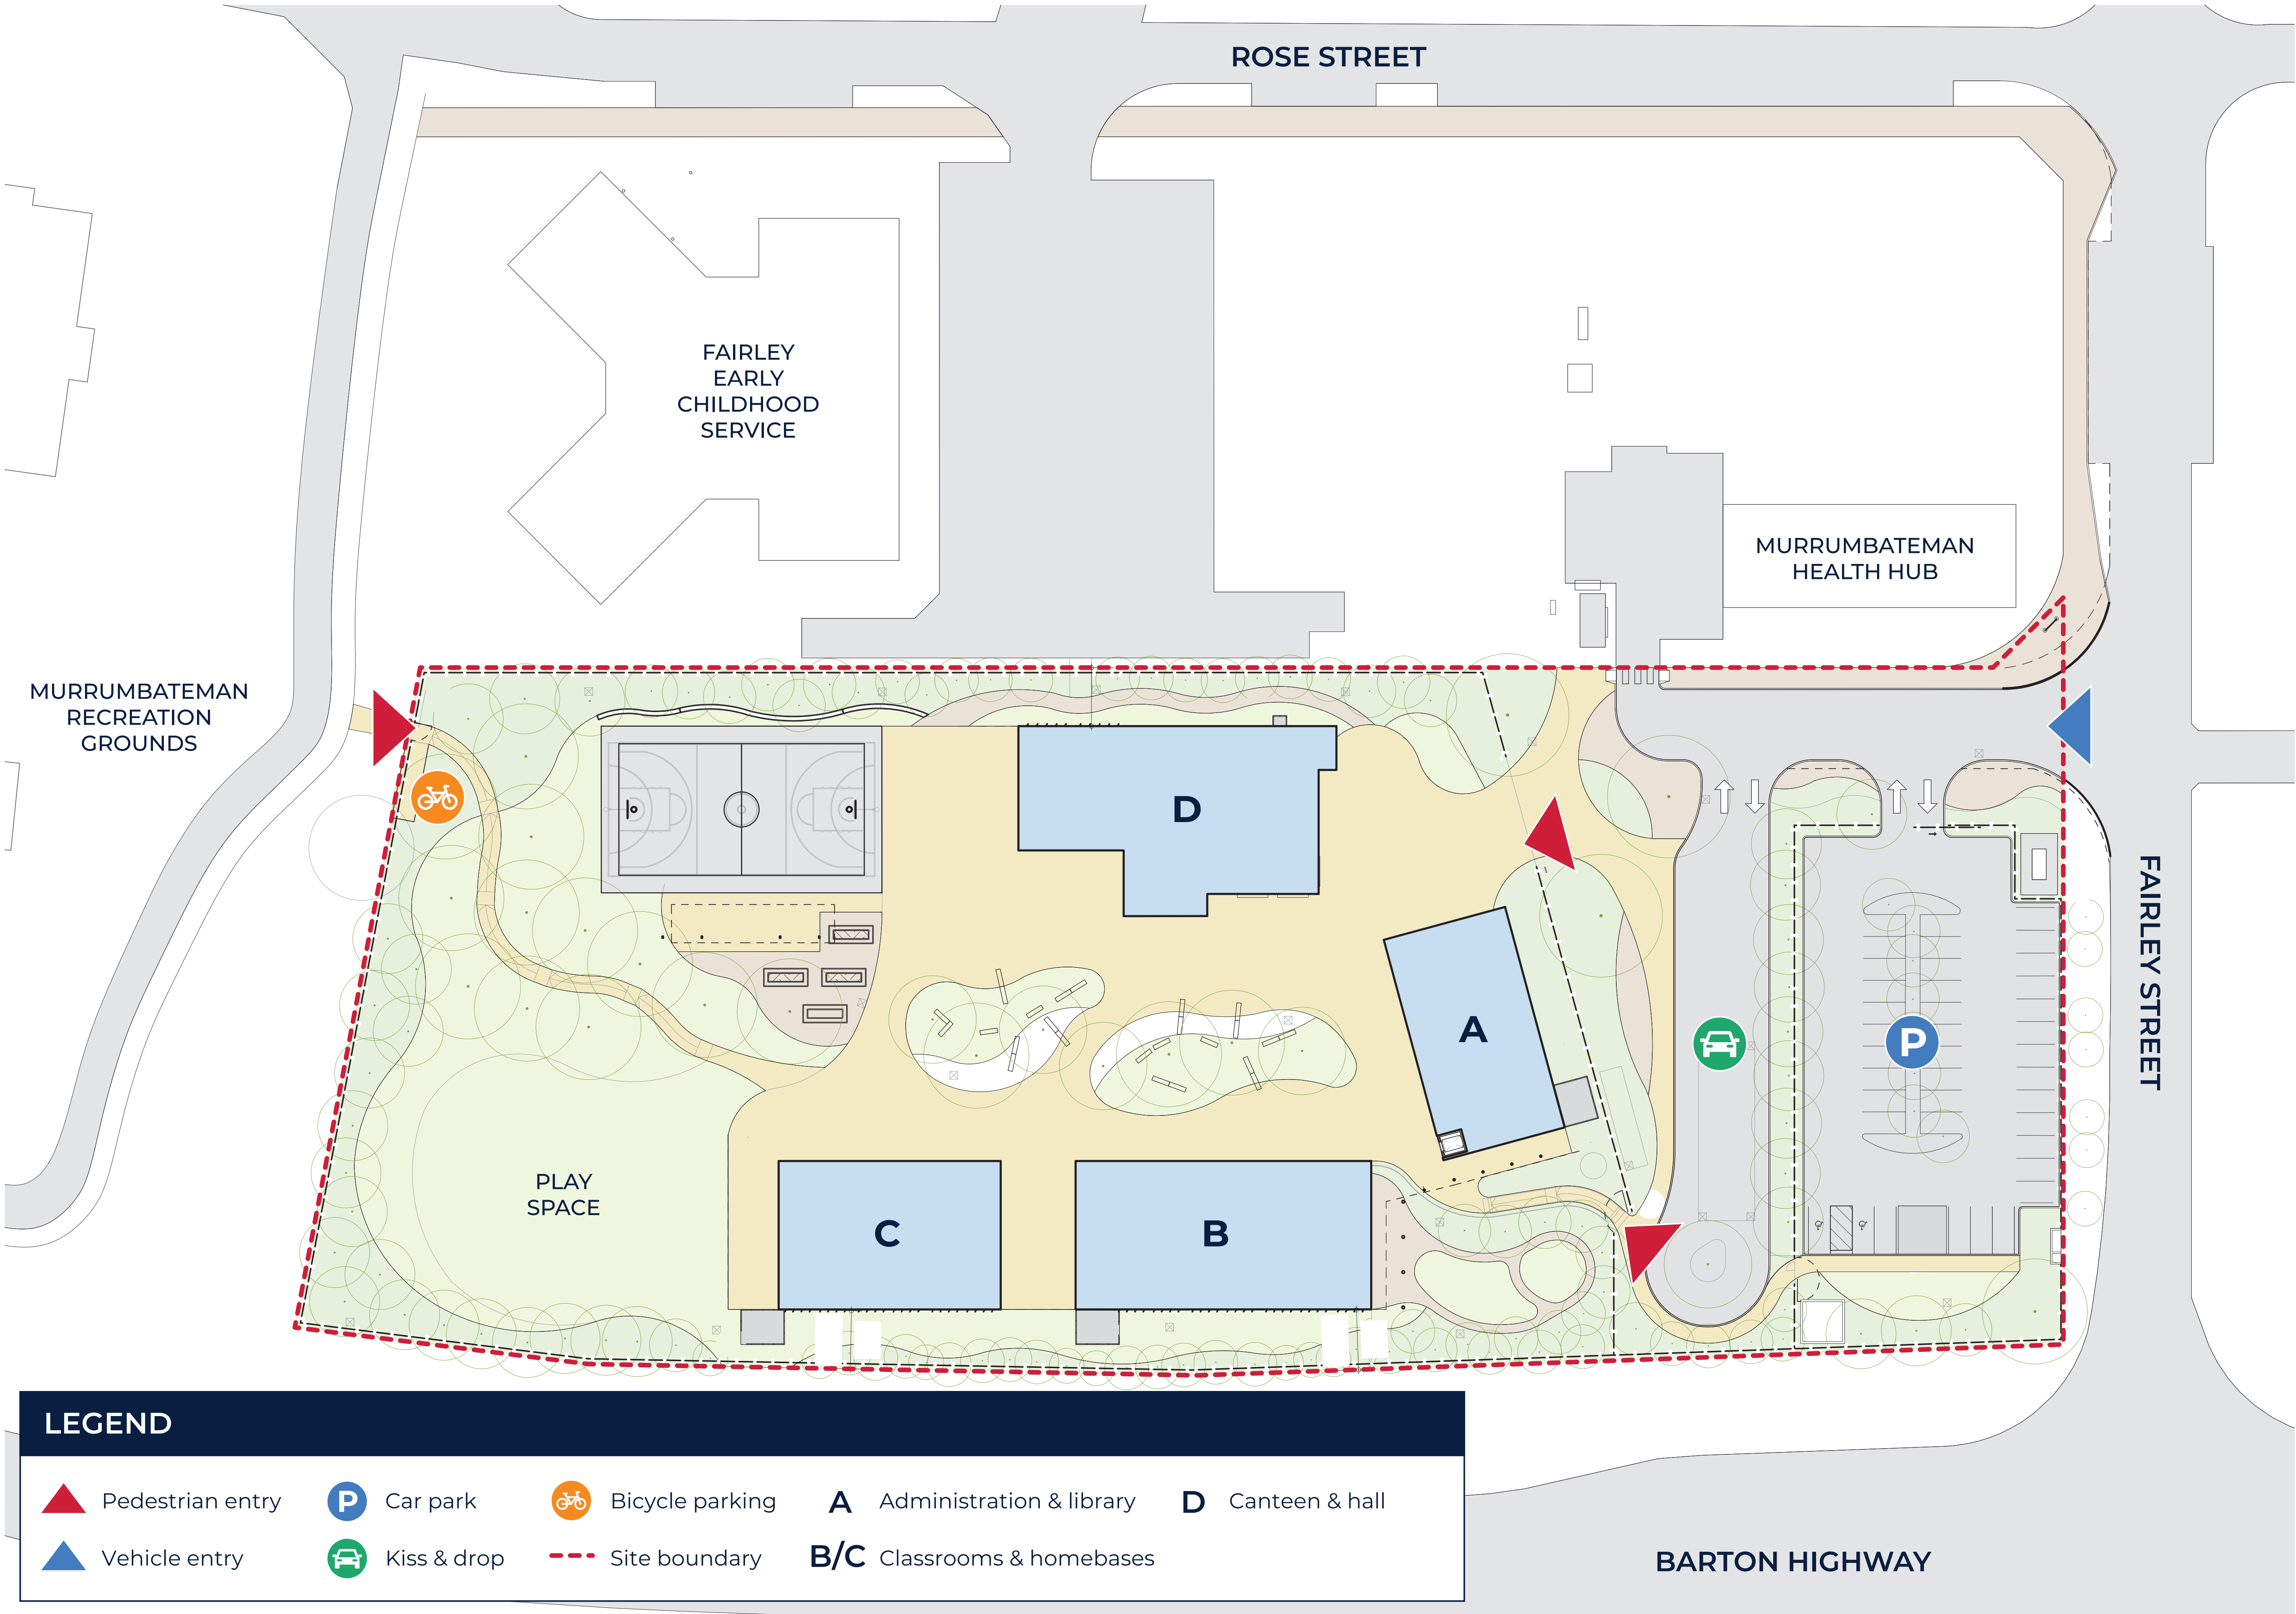 ROSE STREET
FAIRLEY
EARLY
CHILDHOOD
SERVICE
MURRUMBATEMAN
HEALTH HUB
MURRUMBATEMAN
RECREATION
GROUNDS
D
A
P
FAIRLEY STREET
PLAY
SPACE
C
B
LEGEND
Pedestrian entry
P Car park
Bicycle parking
A Administration & library
D Canteen & hall
Vehicle entry
Kiss & drop
Site boundary
B/C Classrooms & homebases
BARTON HIGHWAY